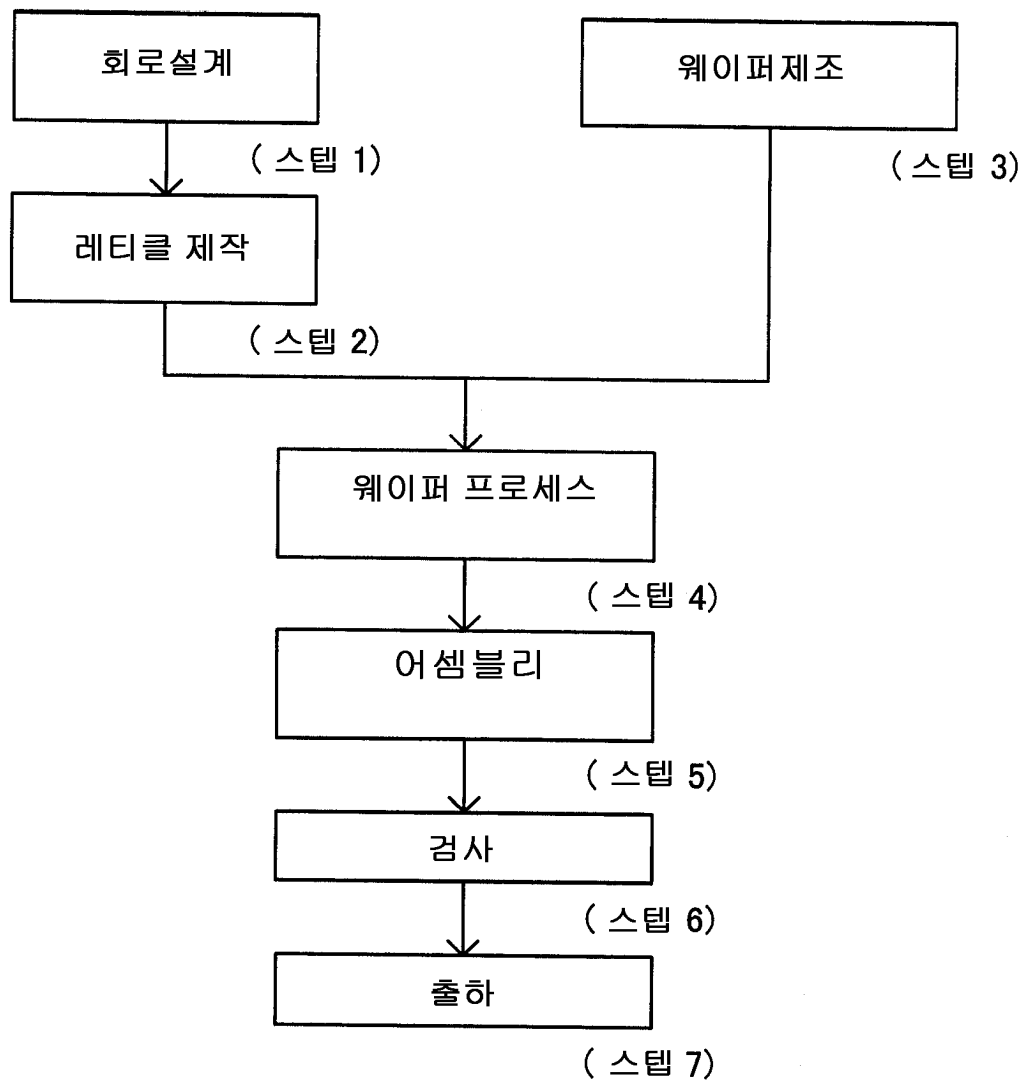 회로설계
웨이퍼제조
( 스텝 1)
( 스텝 3)
레티클 제작
( 스텝 2)
웨이퍼 프로세스
( 스텝 4)
어셈블리
( 스텝 5)
검사
( 스텝 6)
출하
( 스텝 7)